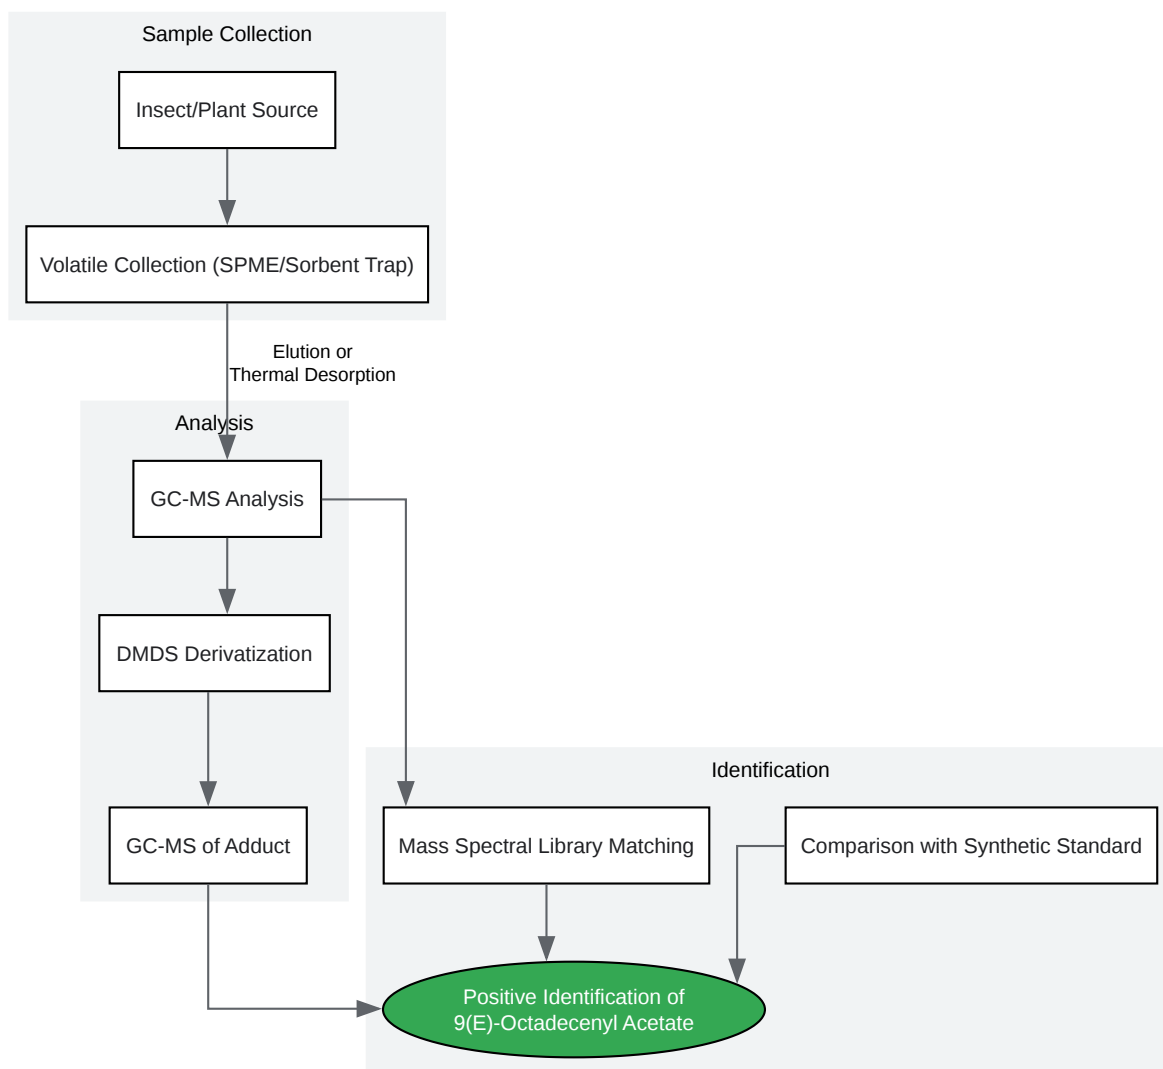 Sample Collection
Insect/Plant Source
Volatile Collection (SPME/Sorbent Trap)
Elution or
Thermal Desorption
Analysis
GC-MS Analysis
DMDS Derivatization
GC-MS of Adduct
Identification
Mass Spectral Library Matching
Comparison with Synthetic Standard
Positive Identification of
9(E)-Octadecenyl Acetate